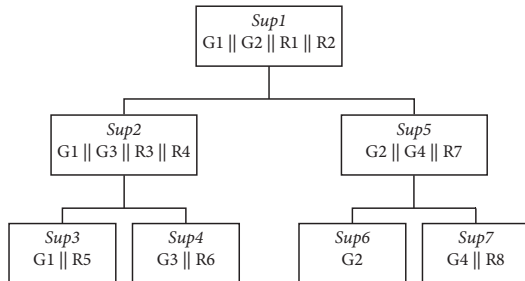 Sup1
G1 || G2 || R1 || R2
Sup2
G1 || G3 || R3 || R4
Sup5
G2 || G4 || R7
Sup3
G1 || R5
Sup4
G3 || R6
Sup6
G2
Sup7
G4 || R8